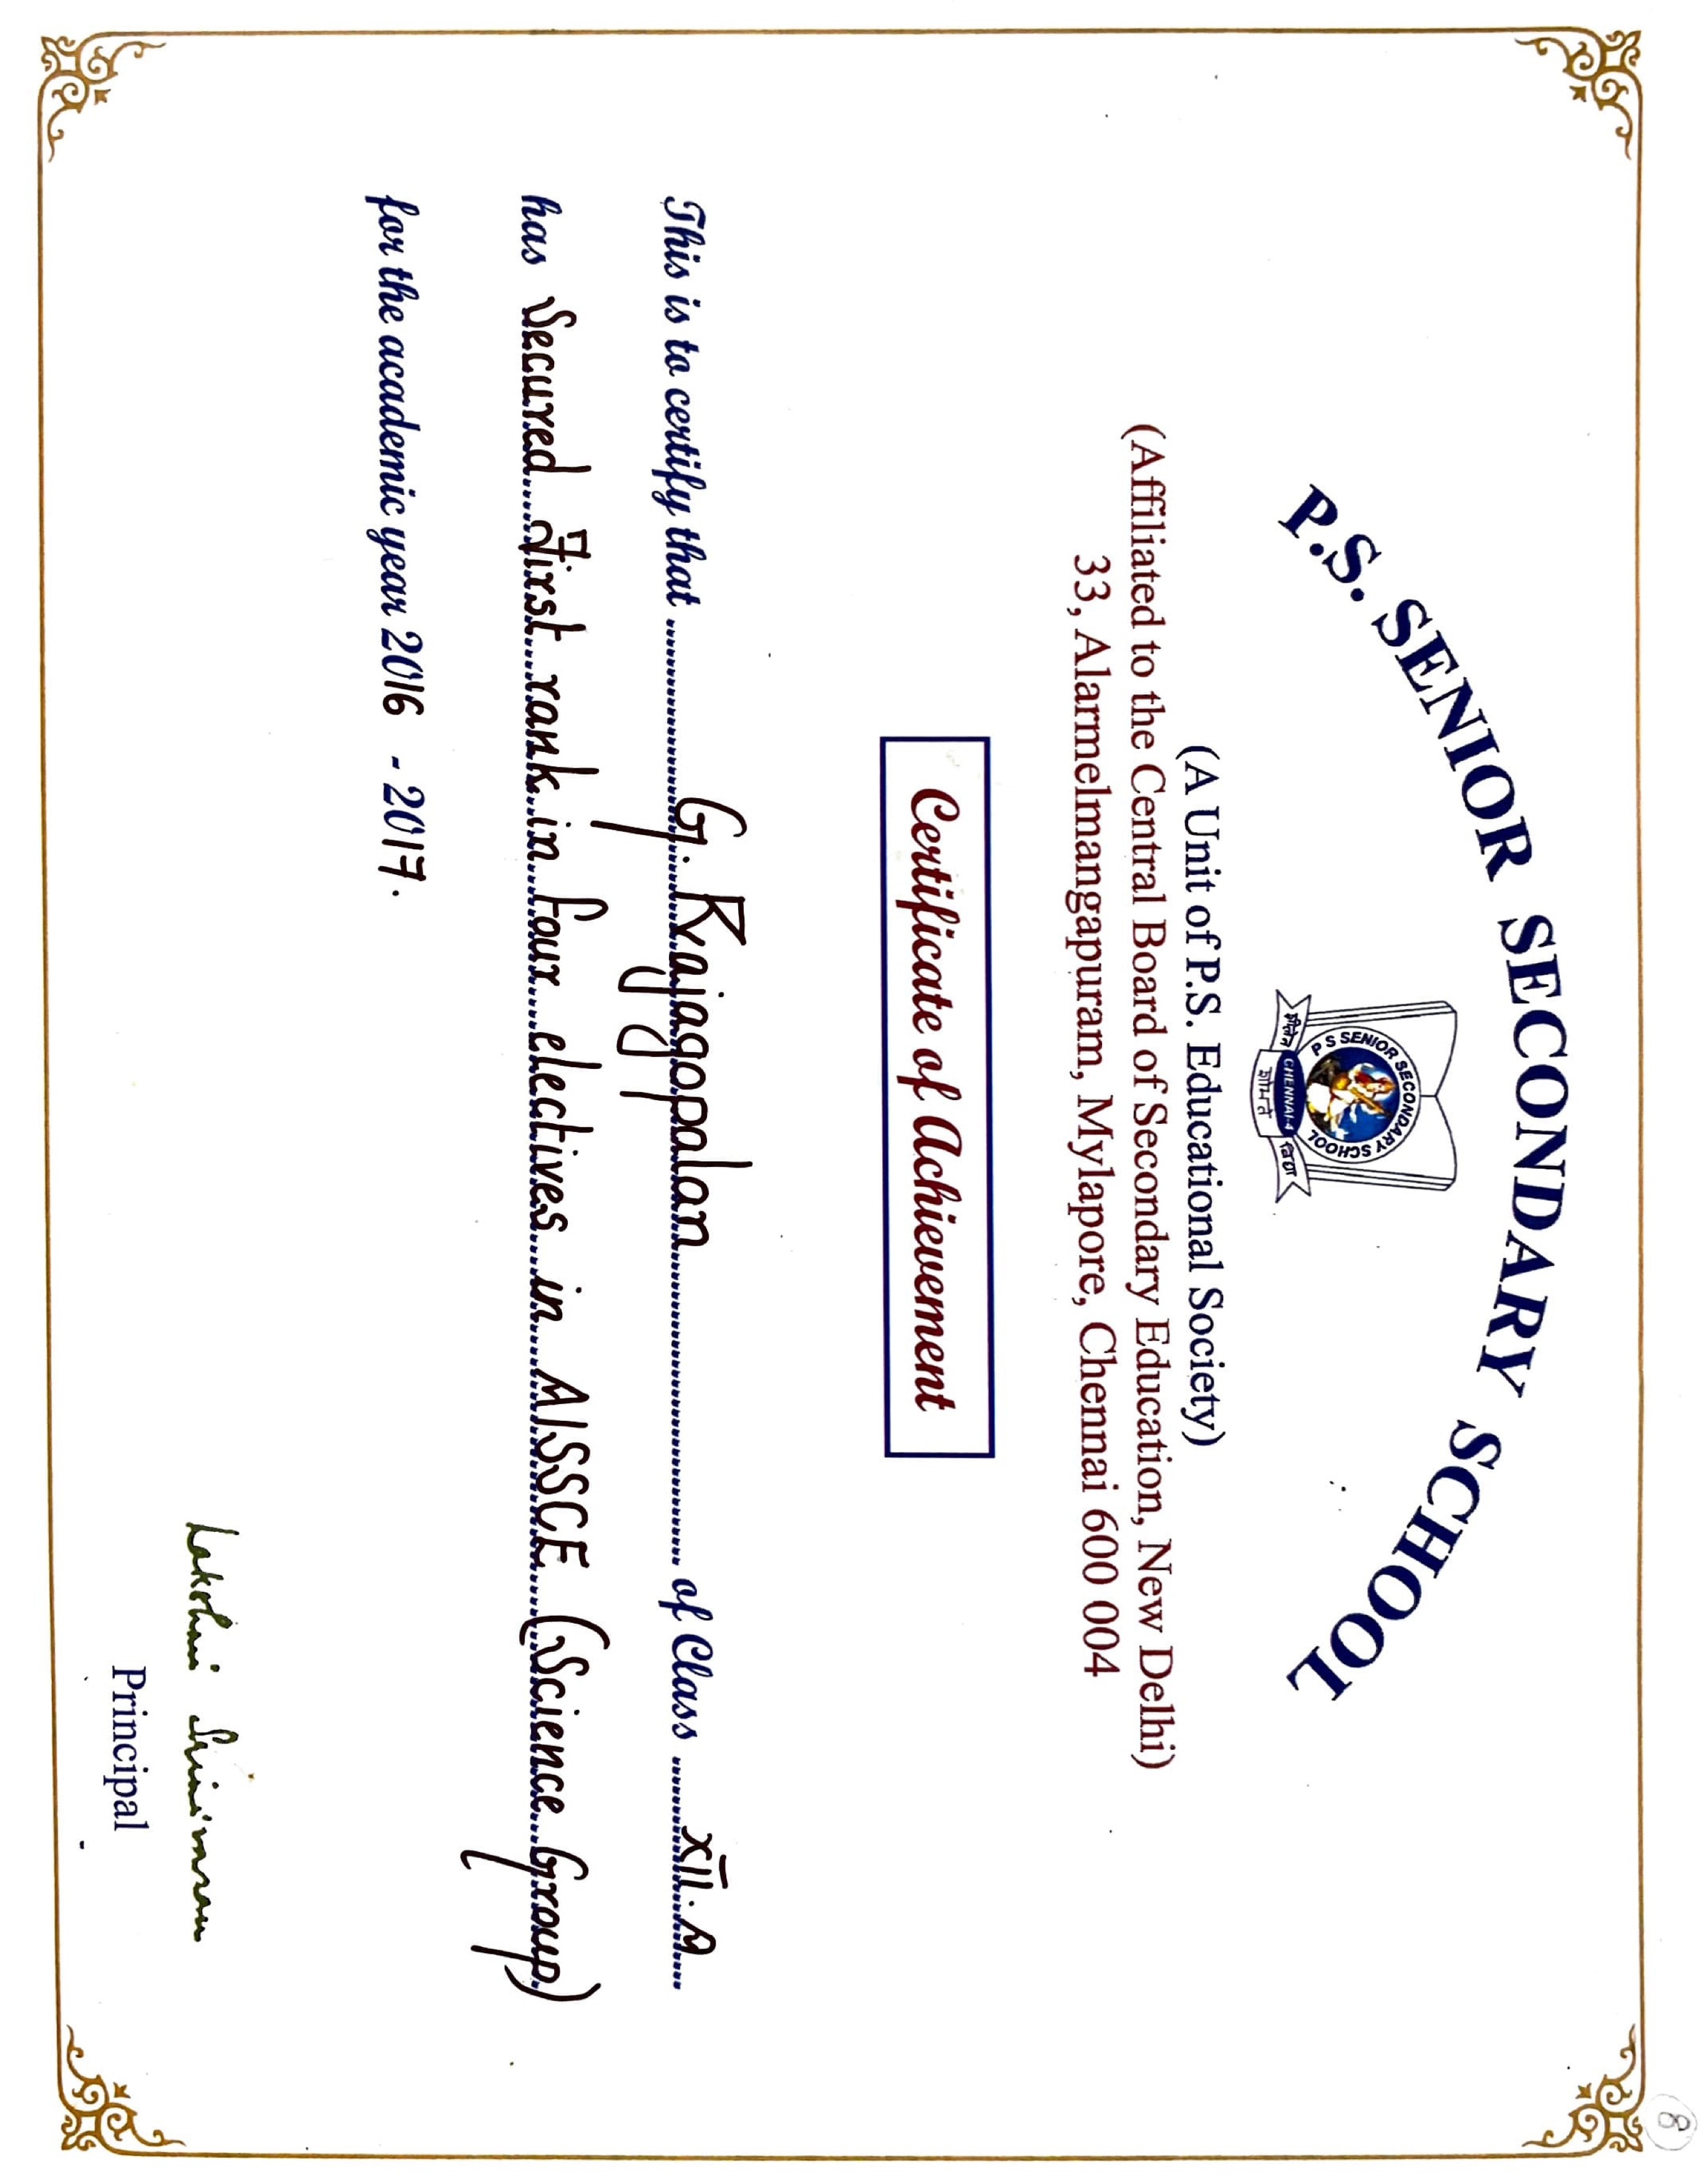 8
P.S. SENIOR SECONDARY SCHOOL
P S SENIOR SECONDARY SCHOOL
CHENNAI-4
शीलेन विद्या
शोभते
(A Unit of P.S. Educational Society)
(Affiliated to the Central Board of Secondary Education, New Delhi)
33, Alarmelmangapuram, Mylapore, Chennai 600 004
Certificate of Achievement
This is to certify that G. Rajagopalan of Class XII. A
has Secured First rank in Four electives in AISSCE (Science Group)
for the academic year 2016 - 2017.
Lakshmi Srinivasan
Principal